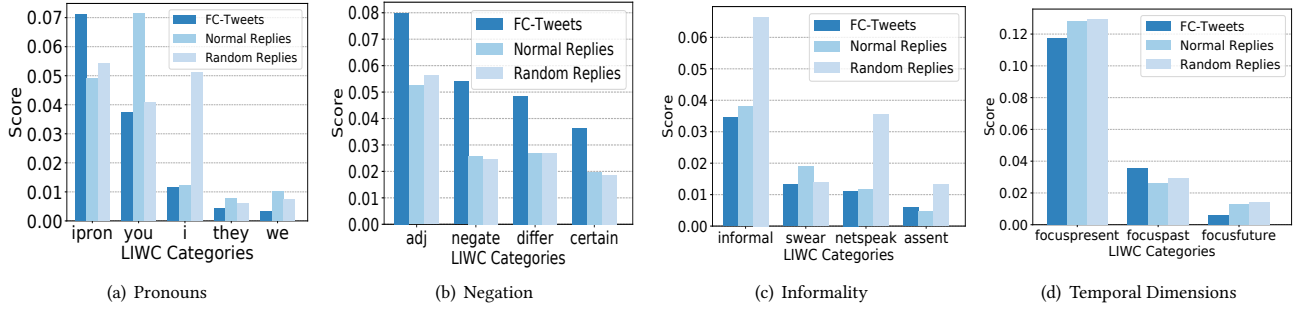 0.07
0.06
0.05
0.04
0.03
0.02
0.01
0.00
Score
FC-Tweets
Normal Replies
Random Replies
ipron you i they we
LIWC Categories
(a) Pronouns
0.08
0.07
0.06
0.05
0.04
0.03
0.02
0.01
0.00
Score
FC-Tweets
Normal Replies
Random Replies
adj negate differ certain
LIWC Categories
(b) Negation
0.06
0.05
0.04
0.03
0.02
0.01
0.00
Score
FC-Tweets
Normal Replies
Random Replies
informal swear netspeak assent
LIWC Categories
(c) Informality
0.12
0.10
0.08
0.06
0.04
0.02
0.00
Score
FC-Tweets
Normal Replies
Random Replies
focuspresent focuspast focusfuture
LIWC Categories
(d) Temporal Dimensions